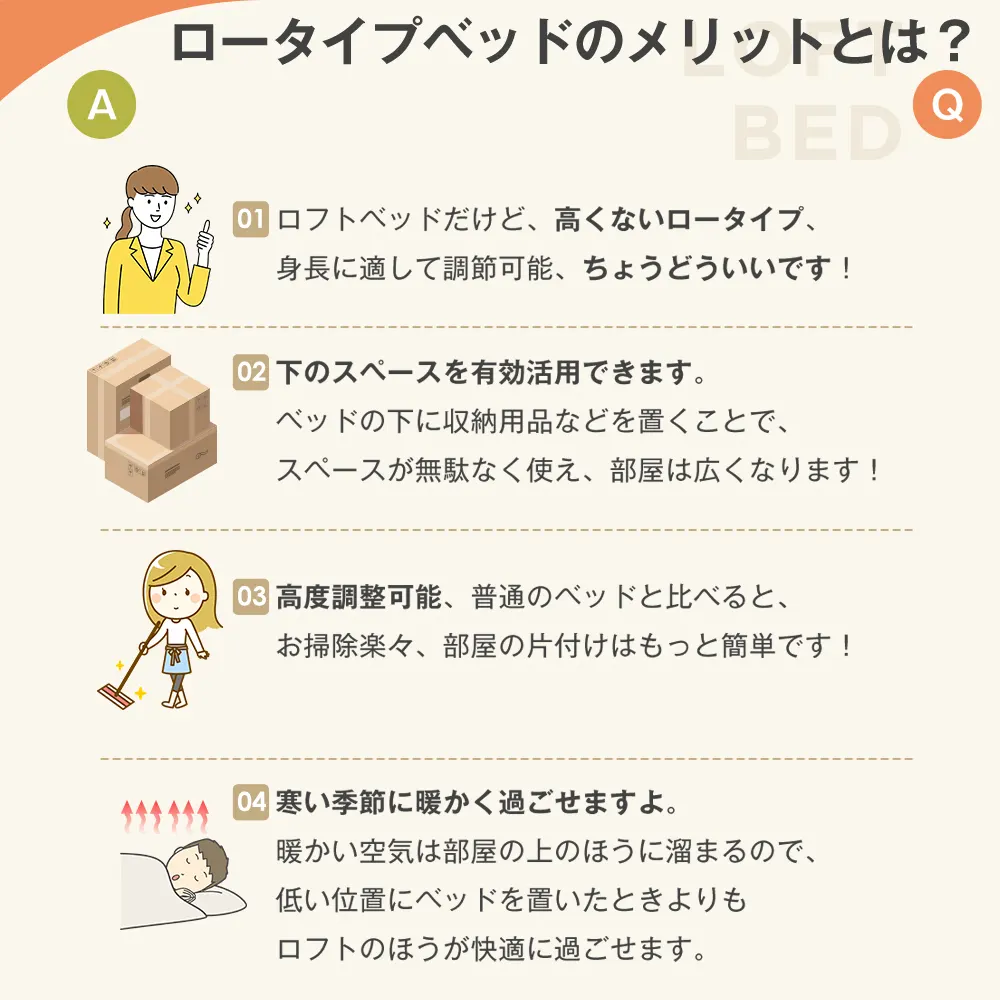 ロータイプベッドのメリットとは？
LOFT
BED
Q
A
01 ロフトベッドだけど、高くないロータイプ、
身長に適して調節可能、ちょうどういいです！
02 下のスペースを有効活用できます。
ベッドの下に収納用品などを置くことで、
スペースが無駄なく使え、部屋は広くなります！
03 高度調整可能、普通のベッドと比べると、
お掃除楽々、部屋の片付けはもっと簡単です！
04 寒い季節に暖かく過ごせますよ。
暖かい空気は部屋の上のほうに溜まるので、
低い位置にベッドを置いたときよりも
ロフトのほうが快適に過ごせます。